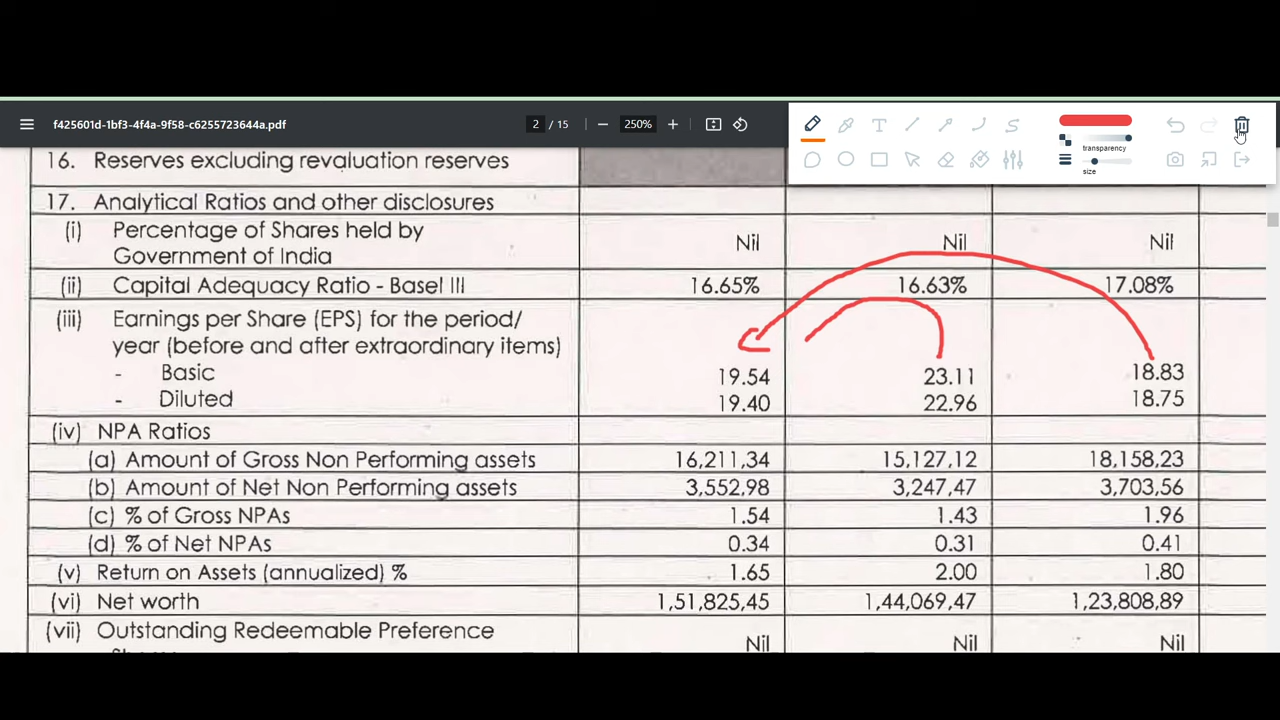 f425601d-1bf3-4f4a-9f58-c6255723644a.pdf 2 / 15 250%
transparency
size
16. Reserves excluding revaluation reserves
17. Analytical Ratios and other disclosures
(i) Percentage of Shares held by
Government of India Nil Nil Nil
(ii) Capital Adequacy Ratio - Basel III 16.65% 16.63% 17.08%
(iii) Earnings per Share (EPS) for the period/
year (before and after extraordinary items)
- Basic 19.54 23.11 18.83
- Diluted 19.40 22.96 18.75
(iv) NPA Ratios
(a) Amount of Gross Non Performing assets 16,211,34 15,127,12 18,158,23
(b) Amount of Net Non Performing assets 3,552,98 3,247,47 3,703,56
(c) % of Gross NPAs 1.54 1.43 1.96
(d) % of Net NPAs 0.34 0.31 0.41
(v) Return on Assets (annualized) % 1.65 2.00 1.80
(vi) Net worth 1,51,825,45 1,44,069,47 1,23,808,89
(vii) Outstanding Redeemable Preference
Nil Nil Nil